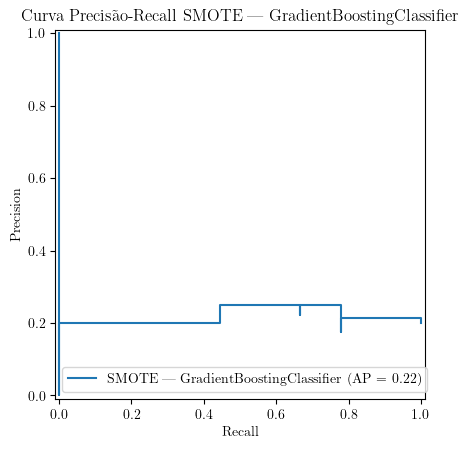 Curva Precisão-Recall SMOTE — GradientBoostingClassifier
1.0
0.8
0.6
0.4
0.2
0.0
Precision
SMOTE — GradientBoostingClassifier (AP = 0.22)
0.0 0.2 0.4 0.6 0.8 1.0
Recall